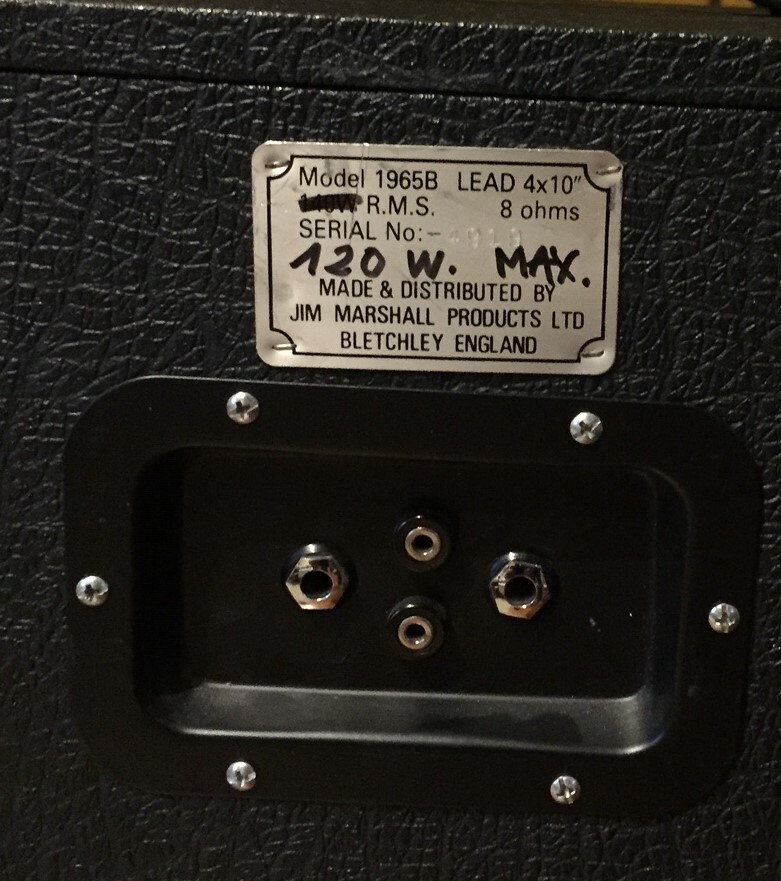 Model 1965B LEAD 4x10"
140W R.M.S. 8 ohms
SERIAL No:
120 W. MAX.
MADE & DISTRIBUTED BY
JIM MARSHALL PRODUCTS LTD
BLETCHLEY ENGLAND